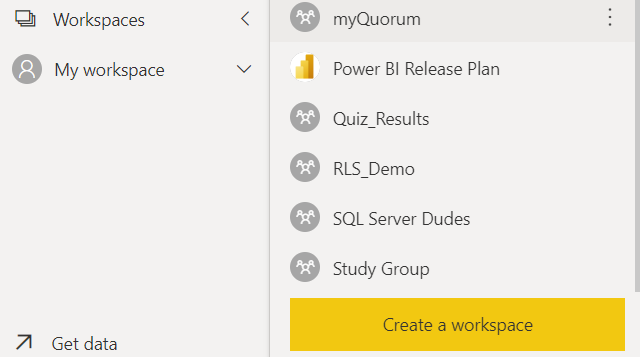 Workspaces
My workspace
Get data
myQuorum
Power BI Release Plan
Quiz_Results
RLS_Demo
SQL Server Dudes
Study Group
Create a workspace